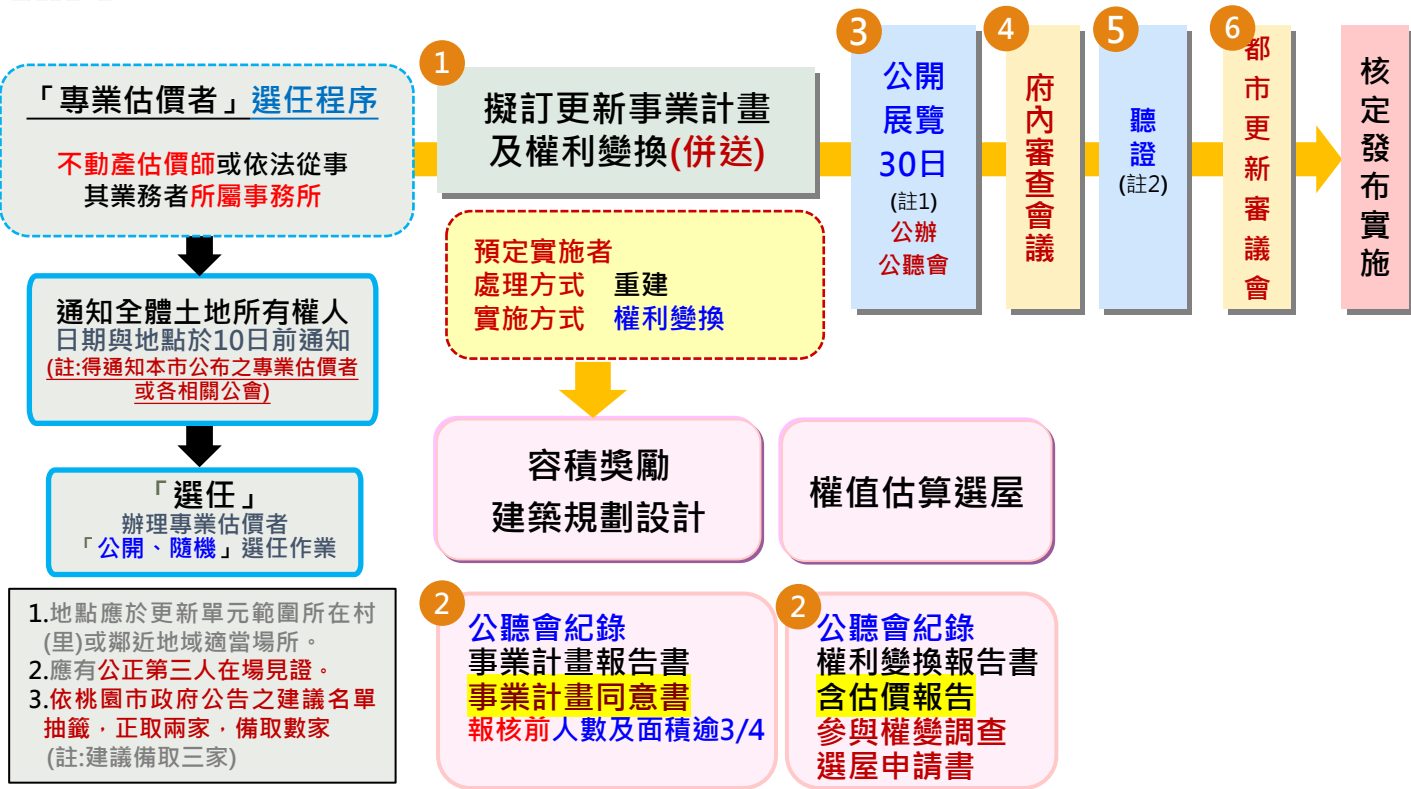 「專業估價者」選任程序
不動產估價師或依法從事
其業務者所屬事務所
通知全體土地所有權人
日期與地點於10日前通知
(註:得通知本市公布之專業估價者
或各相關公會)
「選任」
辦理專業估價者
「公開、隨機」選任作業
1.地點應於更新單元範圍所在村
(里)或鄰近地域適當場所。
2.應有公正第三人在場見證。
3.依桃園市政府公告之建議名單
抽籤，正取兩家，備取數家
(註:建議備取三家)
1
擬訂更新事業計畫
及權利變換(併送)
預定實施者
處理方式 重建
實施方式 權利變換
容積獎勵
建築規劃設計
權值估算選屋
2
公聽會紀錄
事業計畫報告書
事業計畫同意書
報核前人數及面積逾3/4
2
公聽會紀錄
權利變換報告書
含估價報告
參與權變調查
選屋申請書
3
公開
展覽
30日
(註1)
公辦
公聽會
4
府內審查會議
5
聽證
(註2)
6
都市更新審議會
核定發布實施